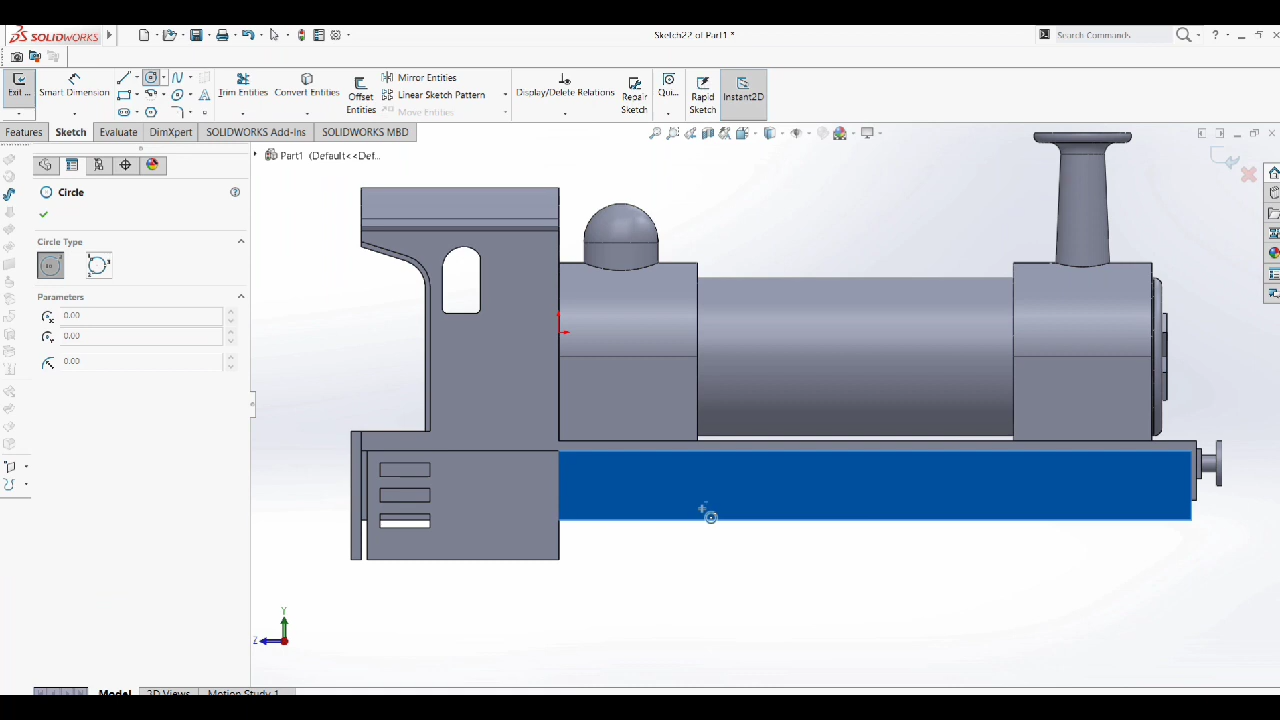 SOLIDWORKS
Sketch22 of Part1 *
Search Commands
?
Exit ...
Smart Dimension
Trim Entities
Convert Entities
Offset Entities
Mirror Entities
Linear Sketch Pattern
Move Entities
Display/Delete Relations
Repair Sketch
Qui...
Rapid Sketch
Instant2D
Features
Sketch
Evaluate
DimXpert
SOLIDWORKS Add-Ins
SOLIDWORKS MBD
Part1 (Default<<Def...
Circle
Circle Type
Parameters
0.00
0.00
0.00
Y
Z
Model
3D Views
Motion Study 1